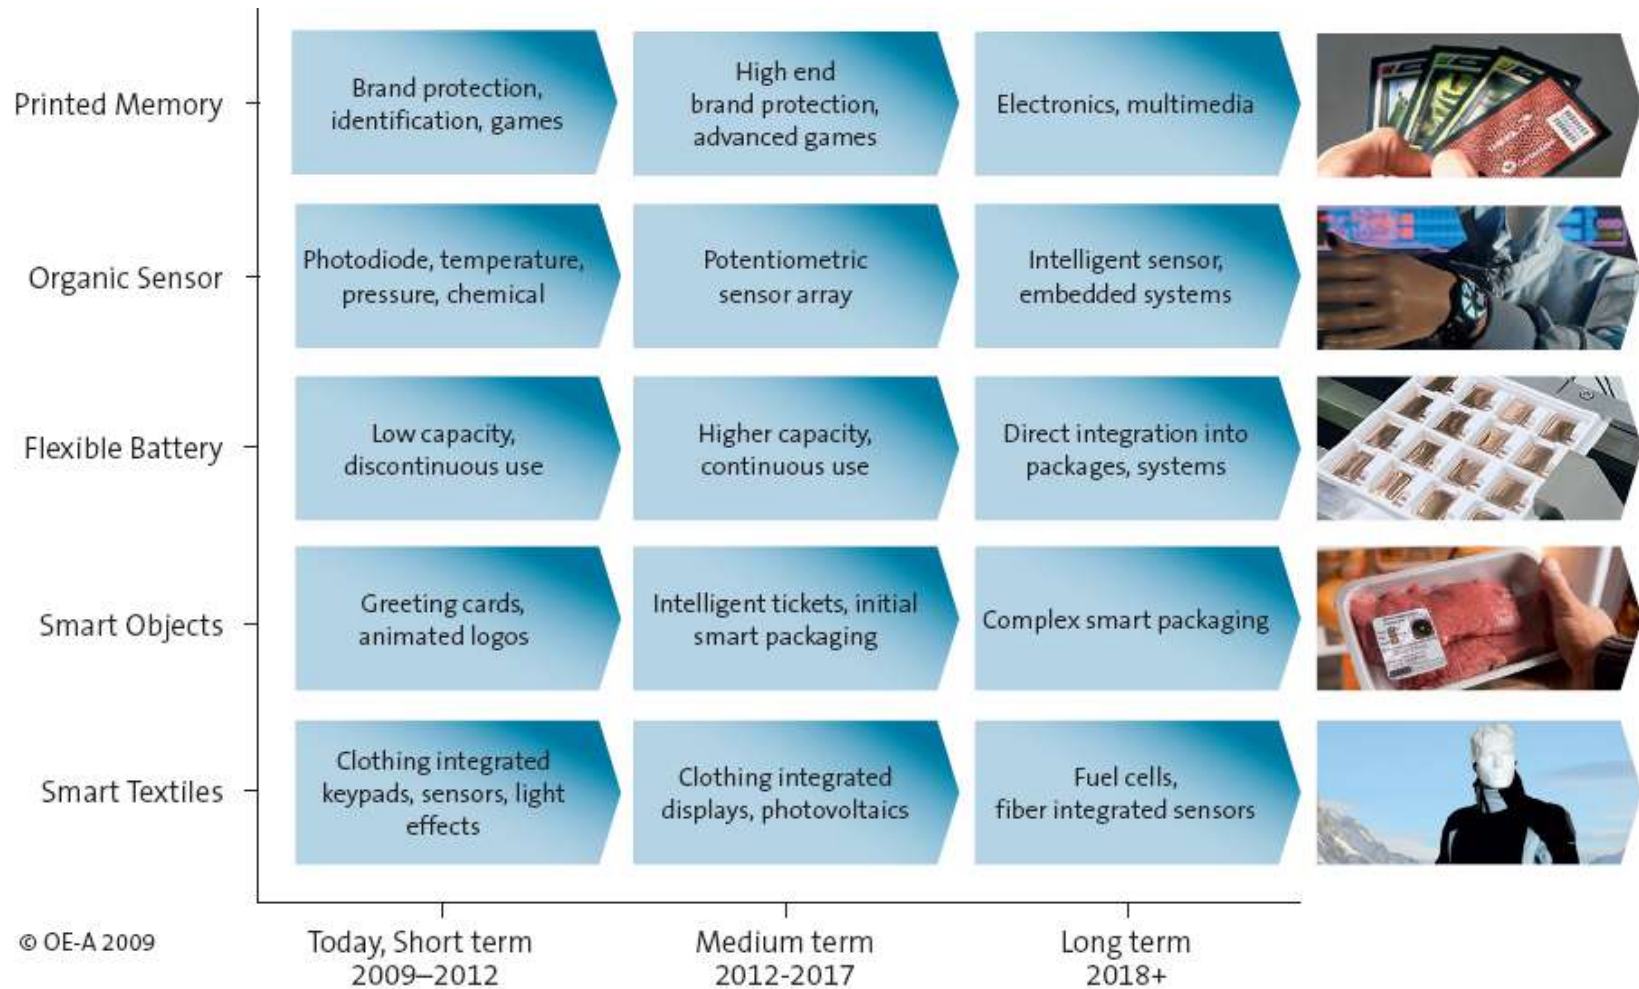 Printed Memory
Brand protection,
identification, games
High end
brand protection,
advanced games
Electronics, multimedia
Organic Sensor
Photodiode, temperature,
pressure, chemical
Potentiometric
sensor array
Intelligent sensor,
embedded systems
Flexible Battery
Low capacity,
discontinuous use
Higher capacity,
continuous use
Direct integration into
packages, systems
Smart Objects
Greeting cards,
animated logos
Intelligent tickets, initial
smart packaging
Complex smart packaging
Smart Textiles
Clothing integrated
keypads, sensors, light
effects
Clothing integrated
displays, photovoltaics
Fuel cells,
fiber integrated sensors
© OE-A 2009
Today, Short term
2009–2012
Medium term
2012-2017
Long term
2018+